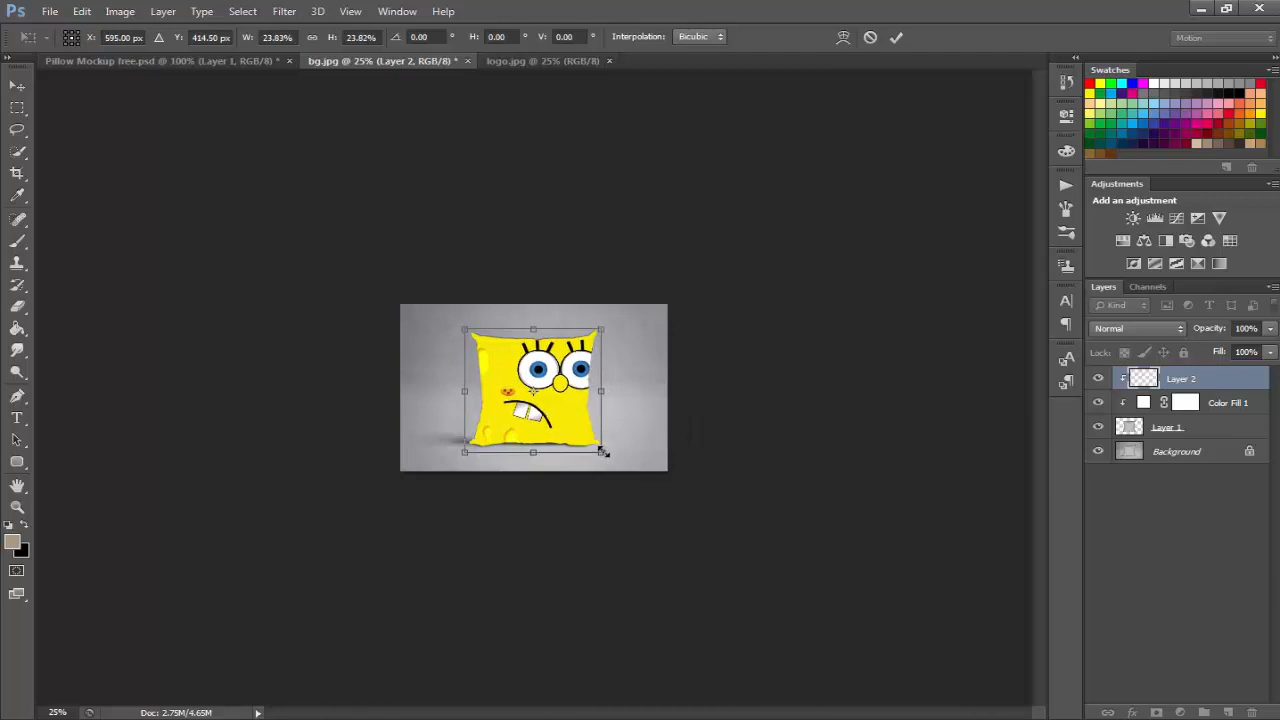 Ps File Edit Image Layer Type Select Filter 3D View Window Help
X: 595.00 px Y: 414.50 px W: 23.83% H: 23.82% 0.00 ° H: 0.00 ° V: 0.00 ° Interpolation: Bicubic Motion
Pillow Mockup free.psd @ 100% (Layer 1, RGB/8) * × bg.jpg @ 25% (Layer 2, RGB/8) * × logo.jpg @ 25% (RGB/8) ×
Swatches
Adjustments
Add an adjustment
Layers Channels
Kind
Normal Opacity: 100%
Lock: Fill: 100%
Layer 2
Color Fill 1
Layer 1
Background
25% Doc: 2.75M/4.65M